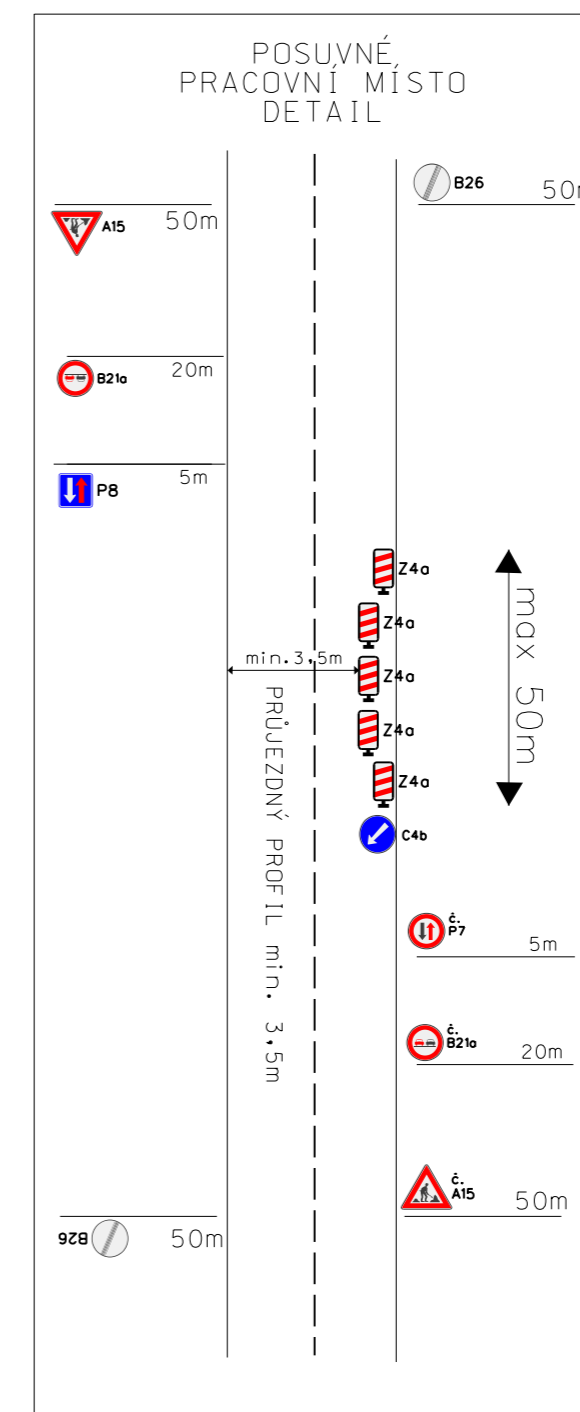 POSUVNÉ
PRACOVNÍ MÍSTO
DETAIL
B26
50m
A15
50m
B21a
20m
P8
5m
Z4a
Z4a
min.3,5m
Z4a
Z4a
Z4a
max 50m
PRŮJEZDNÝ PROFIL min. 3,5m
C4b
č.
P7
5m
č.
B21a
20m
č.
A15
50m
B26
50m